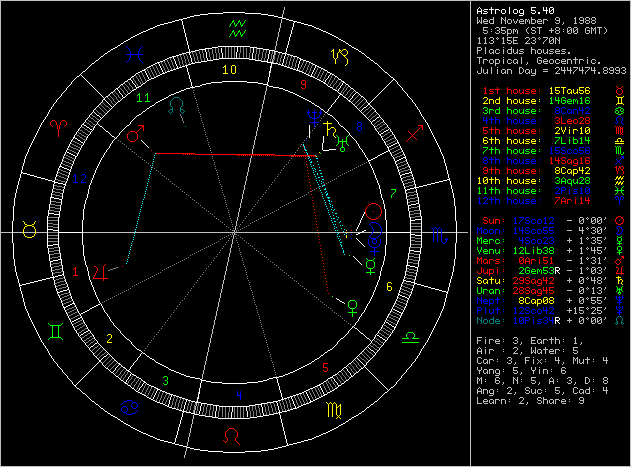 Astrolog 5.40
Wed November 9, 1988
5:35pm (ST +8:00 GMT)
113°15E 23°70N
Placidus houses.
Tropical, Geocentric.
Julian Day = 2447474.8993
1st house: 15Tau56
2nd house: 14Gem16
3rd house: 8Can42
4th house: 3Leo28
5th house: 2Vir10
6th house: 7Lib14
7th house: 15Sco56
8th house: 14Sag16
9th house: 8Cap42
10th house: 3Aqu28
11th house: 2Pis10
12th house: 7Ari14
Sun: 17Sco12 - 0°00'
Moon: 14Sco55 - 4°30'
Merc: 4Sco23 + 1°35'
Venu: 12Lib38 + 1°45'
Mars: 0Ari51 - 1°31'
Jupi: 2Gem53R - 1°03'
Satu: 29Sag42 + 0°48'
Uran: 28Sag45 - 0°13'
Nept: 8Cap08 + 0°55'
Plut: 12Sco42 +15°25'
Node: R + 0°00'
Fire: 3, Earth: 1,
Air : 2, Water: 5
Car: 3, Fix: 4, Mut: 4
Yang: 5, Yin: 6
M: 6, N: 5, A: 3, D: 8
Ang: 2, Suc: 5, Cad: 4
Learn: 2, Share: 9
10
9
11
8
12
7
1
6
2
3
4
5